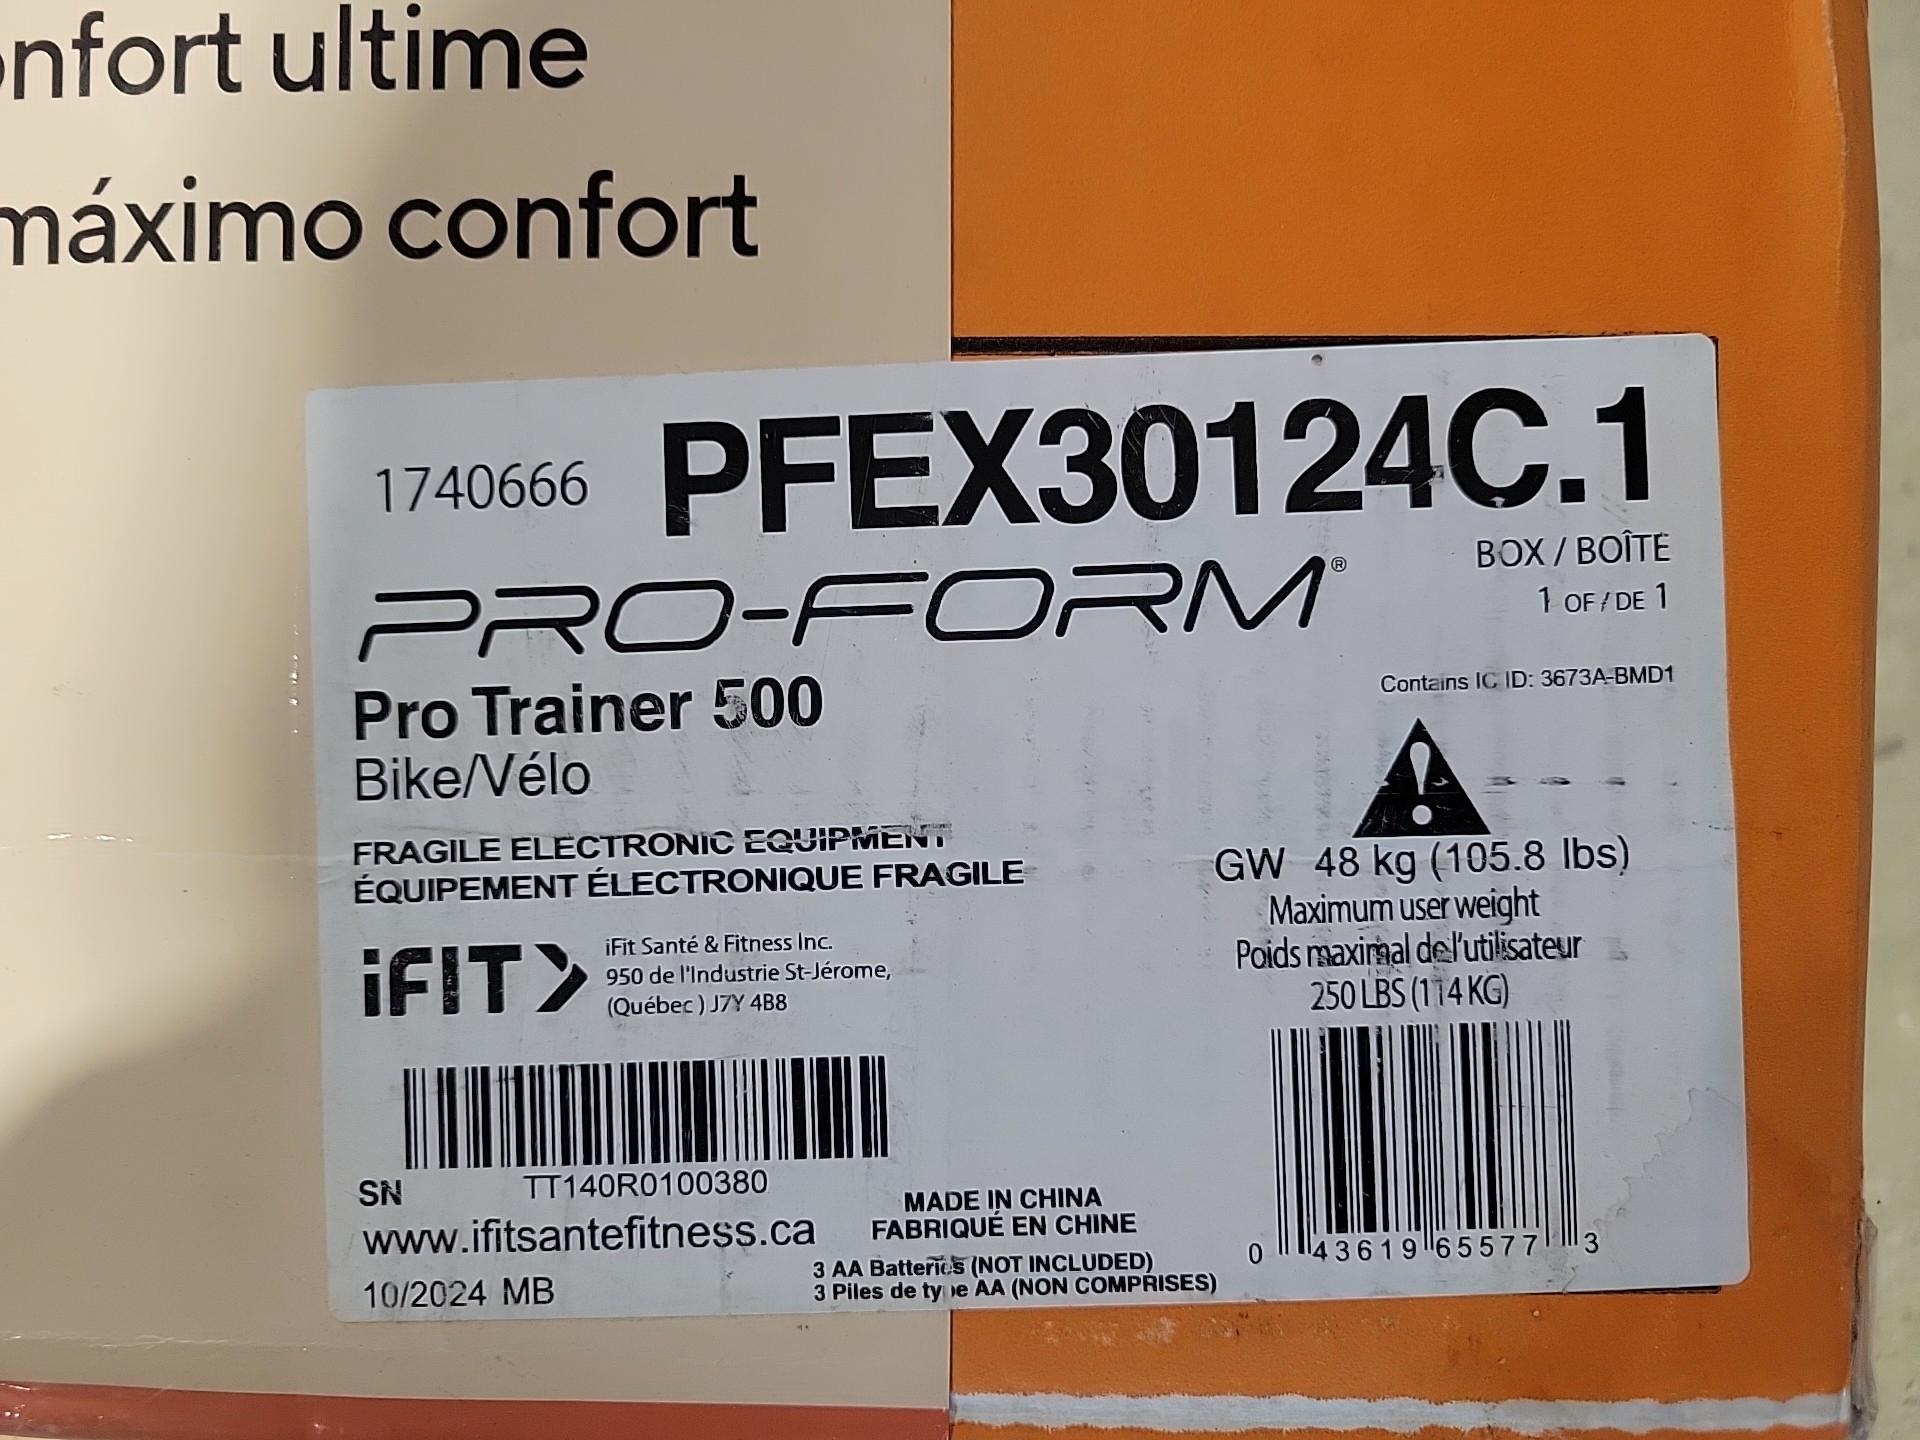 onfort ultime
máximo confort
1740666 PFEX30124C.1
BOX / BOÎTE
1 OF / DE 1
PRO-FORM®
Contains IC ID: 3673A-BMD1
Pro Trainer 500
Bike/Vélo
FRAGILE ELECTRONIC EQUIPMENT
ÉQUIPEMENT ÉLECTRONIQUE FRAGILE
GW 48 kg (105.8 lbs)
Maximum user weight
Poids maximal de l'utilisateur
250 LBS (114 KG)
iFIT
iFit Santé & Fitness Inc.
950 de l'Industrie St-Jérome,
(Québec ) J7Y 4B8
SN TT140R0100380
www.ifitsantefitness.ca
10/2024 MB
MADE IN CHINA
FABRIQUÉ EN CHINE
3 AA Batteries (NOT INCLUDED)
3 Piles de type AA (NON COMPRISES)
0 43619 65577 3